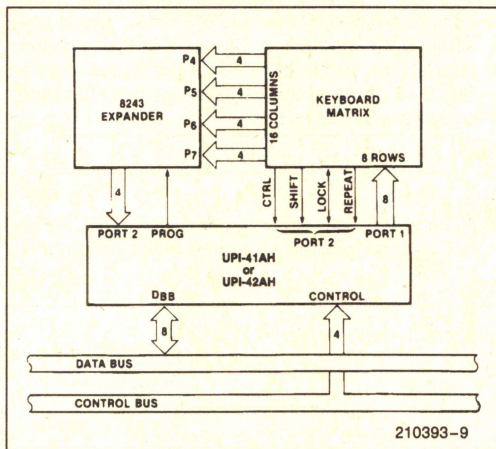 8243
EXPANDER
P4
P5
P6
P7
4
4
4
4
16 COLUMNS
KEYBOARD
MATRIX
8 ROWS
4
CTRL
SHIFT
LOCK
REPEAT
8
PORT 2
PROG
PORT 2
PORT 1
UPI-41AH
or
UPI-42AH
DBB
CONTROL
8
4
DATA BUS
CONTROL BUS
210393-9